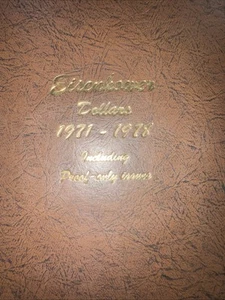 Eisenhower
Dollars
1971 - 1978
Including
Proof-only issues